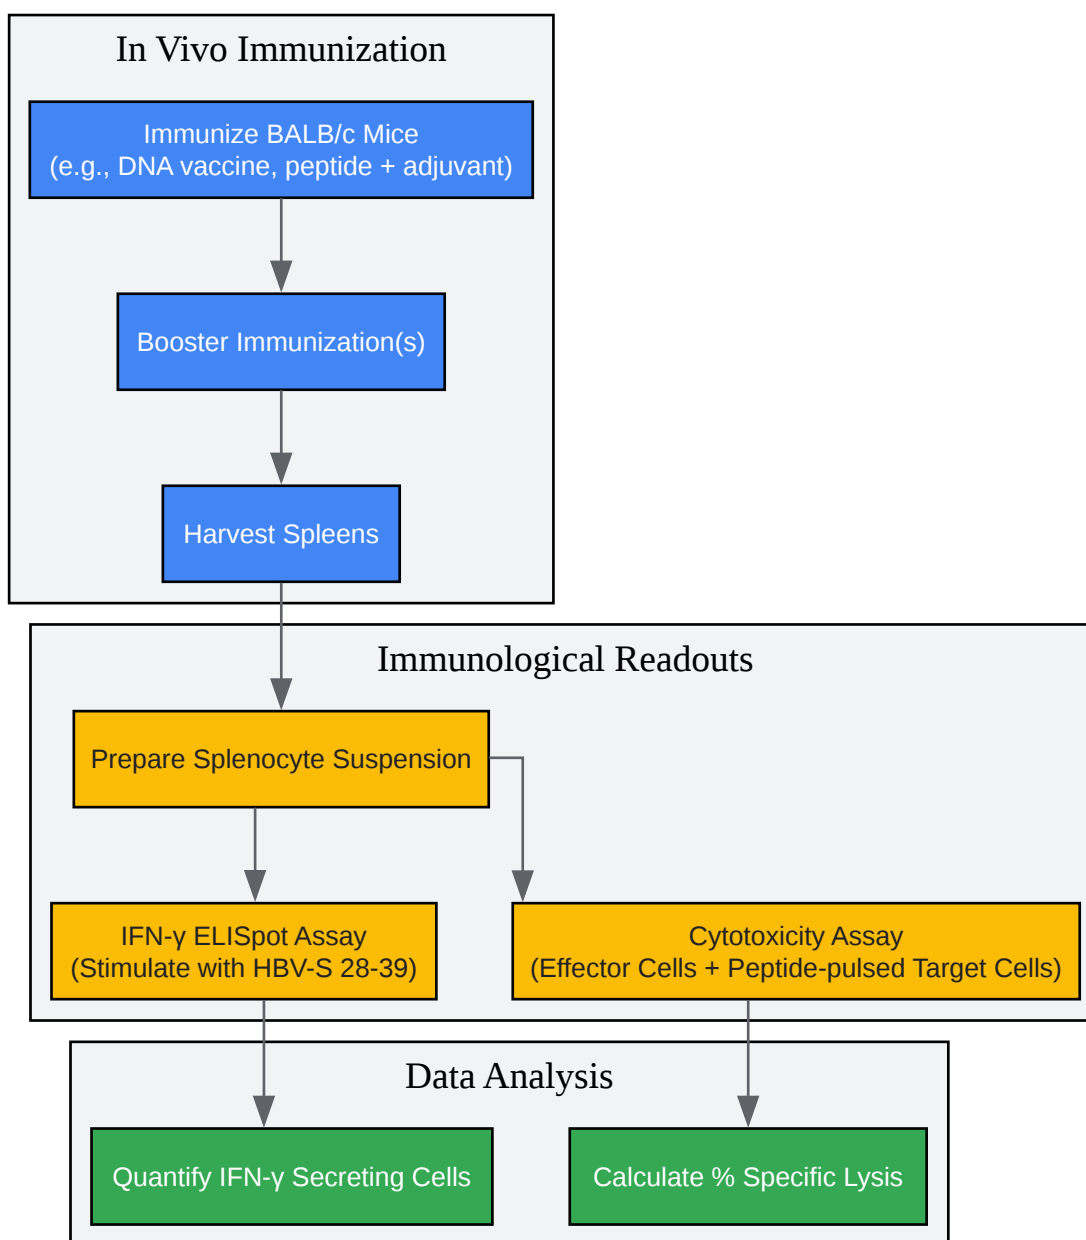 In Vivo Immunization
Immunize BALB/c Mice
(e.g., DNA vaccine, peptide + adjuvant)
Booster Immunization(s)
Harvest Spleens
Immunological Readouts
Prepare Splenocyte Suspension
IFN-γ ELISpot Assay
(Stimulate with HBV-S 28-39)
Cytotoxicity Assay
(Effector Cells + Peptide-pulsed Target Cells)
Data Analysis
Quantify IFN-γ Secreting Cells
Calculate % Specific Lysis